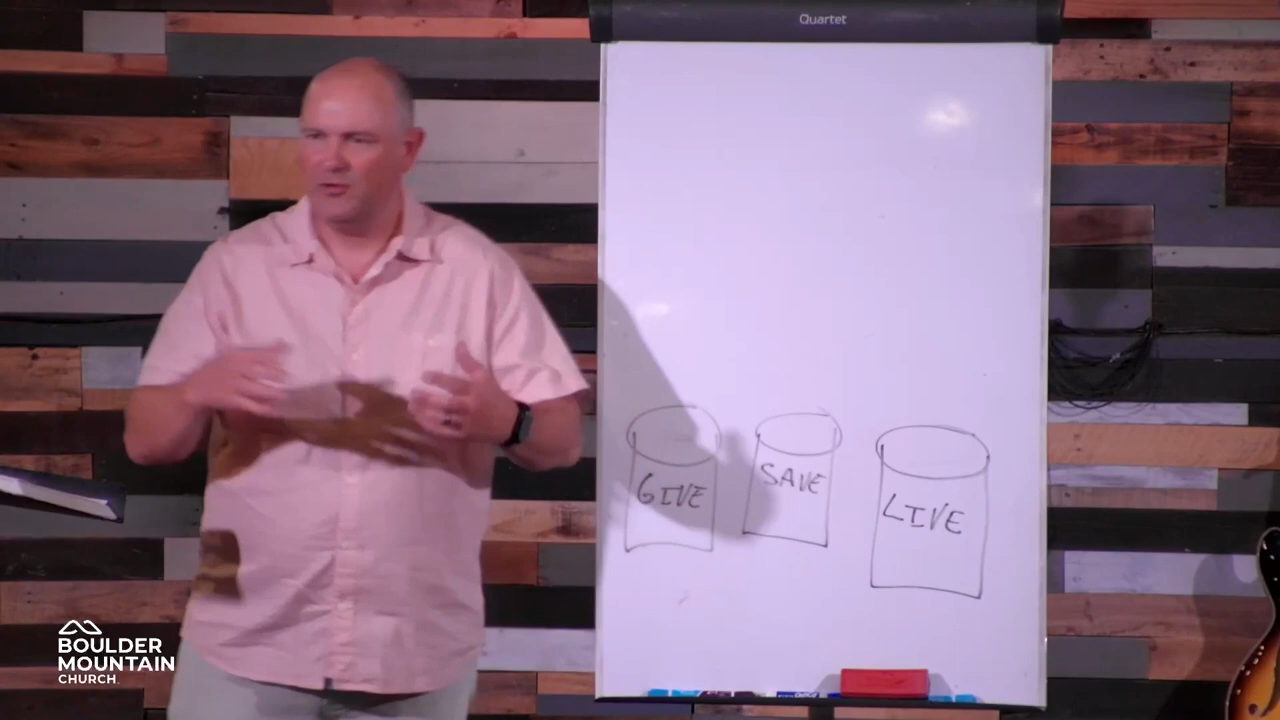 Quartet
GIVE
SAVE
LIVE
BOULDER
MOUNTAIN
CHURCH.